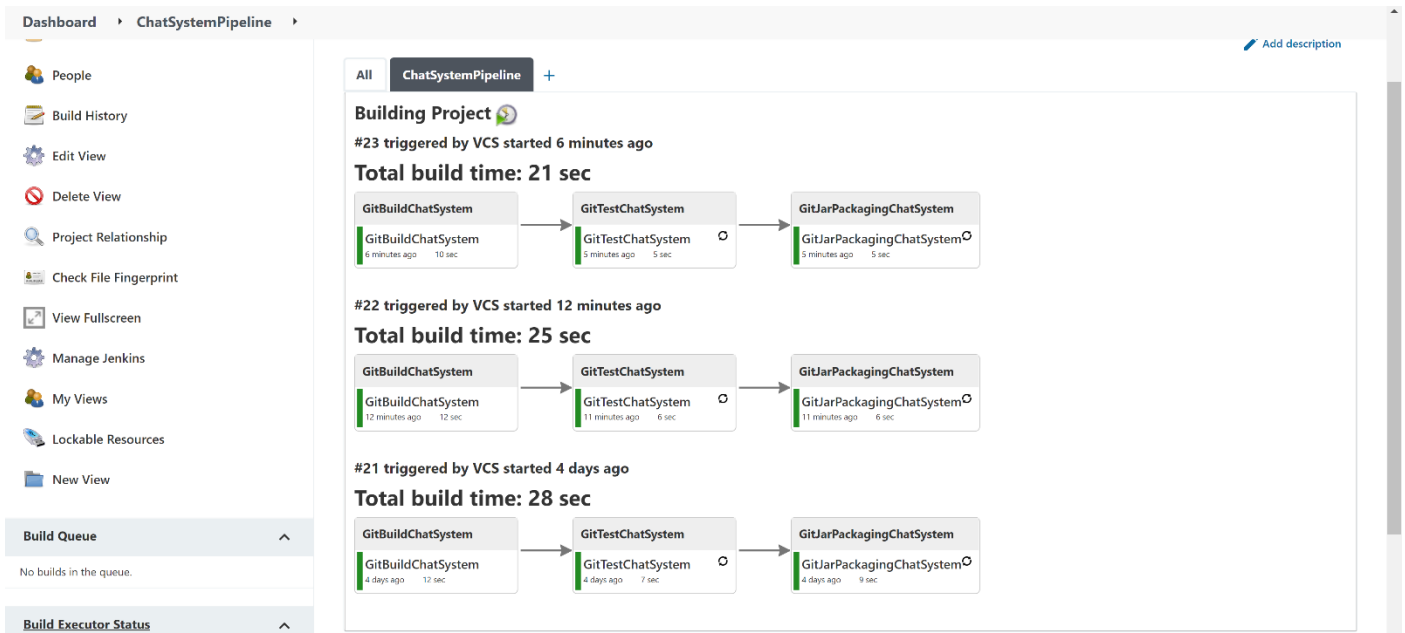 Dashboard ChatSystemPipeline
Add description
People
Build History
Edit View
Delete View
Project Relationship
Check File Fingerprint
View Fullscreen
Manage Jenkins
My Views
Lockable Resources
New View
Build Queue
No builds in the queue.
Build Executor Status
All ChatSystemPipeline +
Building Project
#23 triggered by VCS started 6 minutes ago
Total build time: 21 sec
GitBuildChatSystem GitTestChatSystem GitJarPackagingChatSystem
GitBuildChatSystem GitTestChatSystem GitJarPackagingChatSystem
6 minutes ago 10 sec 5 minutes ago 5 sec 5 minutes ago 5 sec
#22 triggered by VCS started 12 minutes ago
Total build time: 25 sec
GitBuildChatSystem GitTestChatSystem GitJarPackagingChatSystem
GitBuildChatSystem GitTestChatSystem GitJarPackagingChatSystem
12 minutes ago 12 sec 11 minutes ago 6 sec 11 minutes ago 6 sec
#21 triggered by VCS started 4 days ago
Total build time: 28 sec
GitBuildChatSystem GitTestChatSystem GitJarPackagingChatSystem
GitBuildChatSystem GitTestChatSystem GitJarPackagingChatSystem
4 days ago 12 sec 4 days ago 7 sec 4 days ago 9 sec